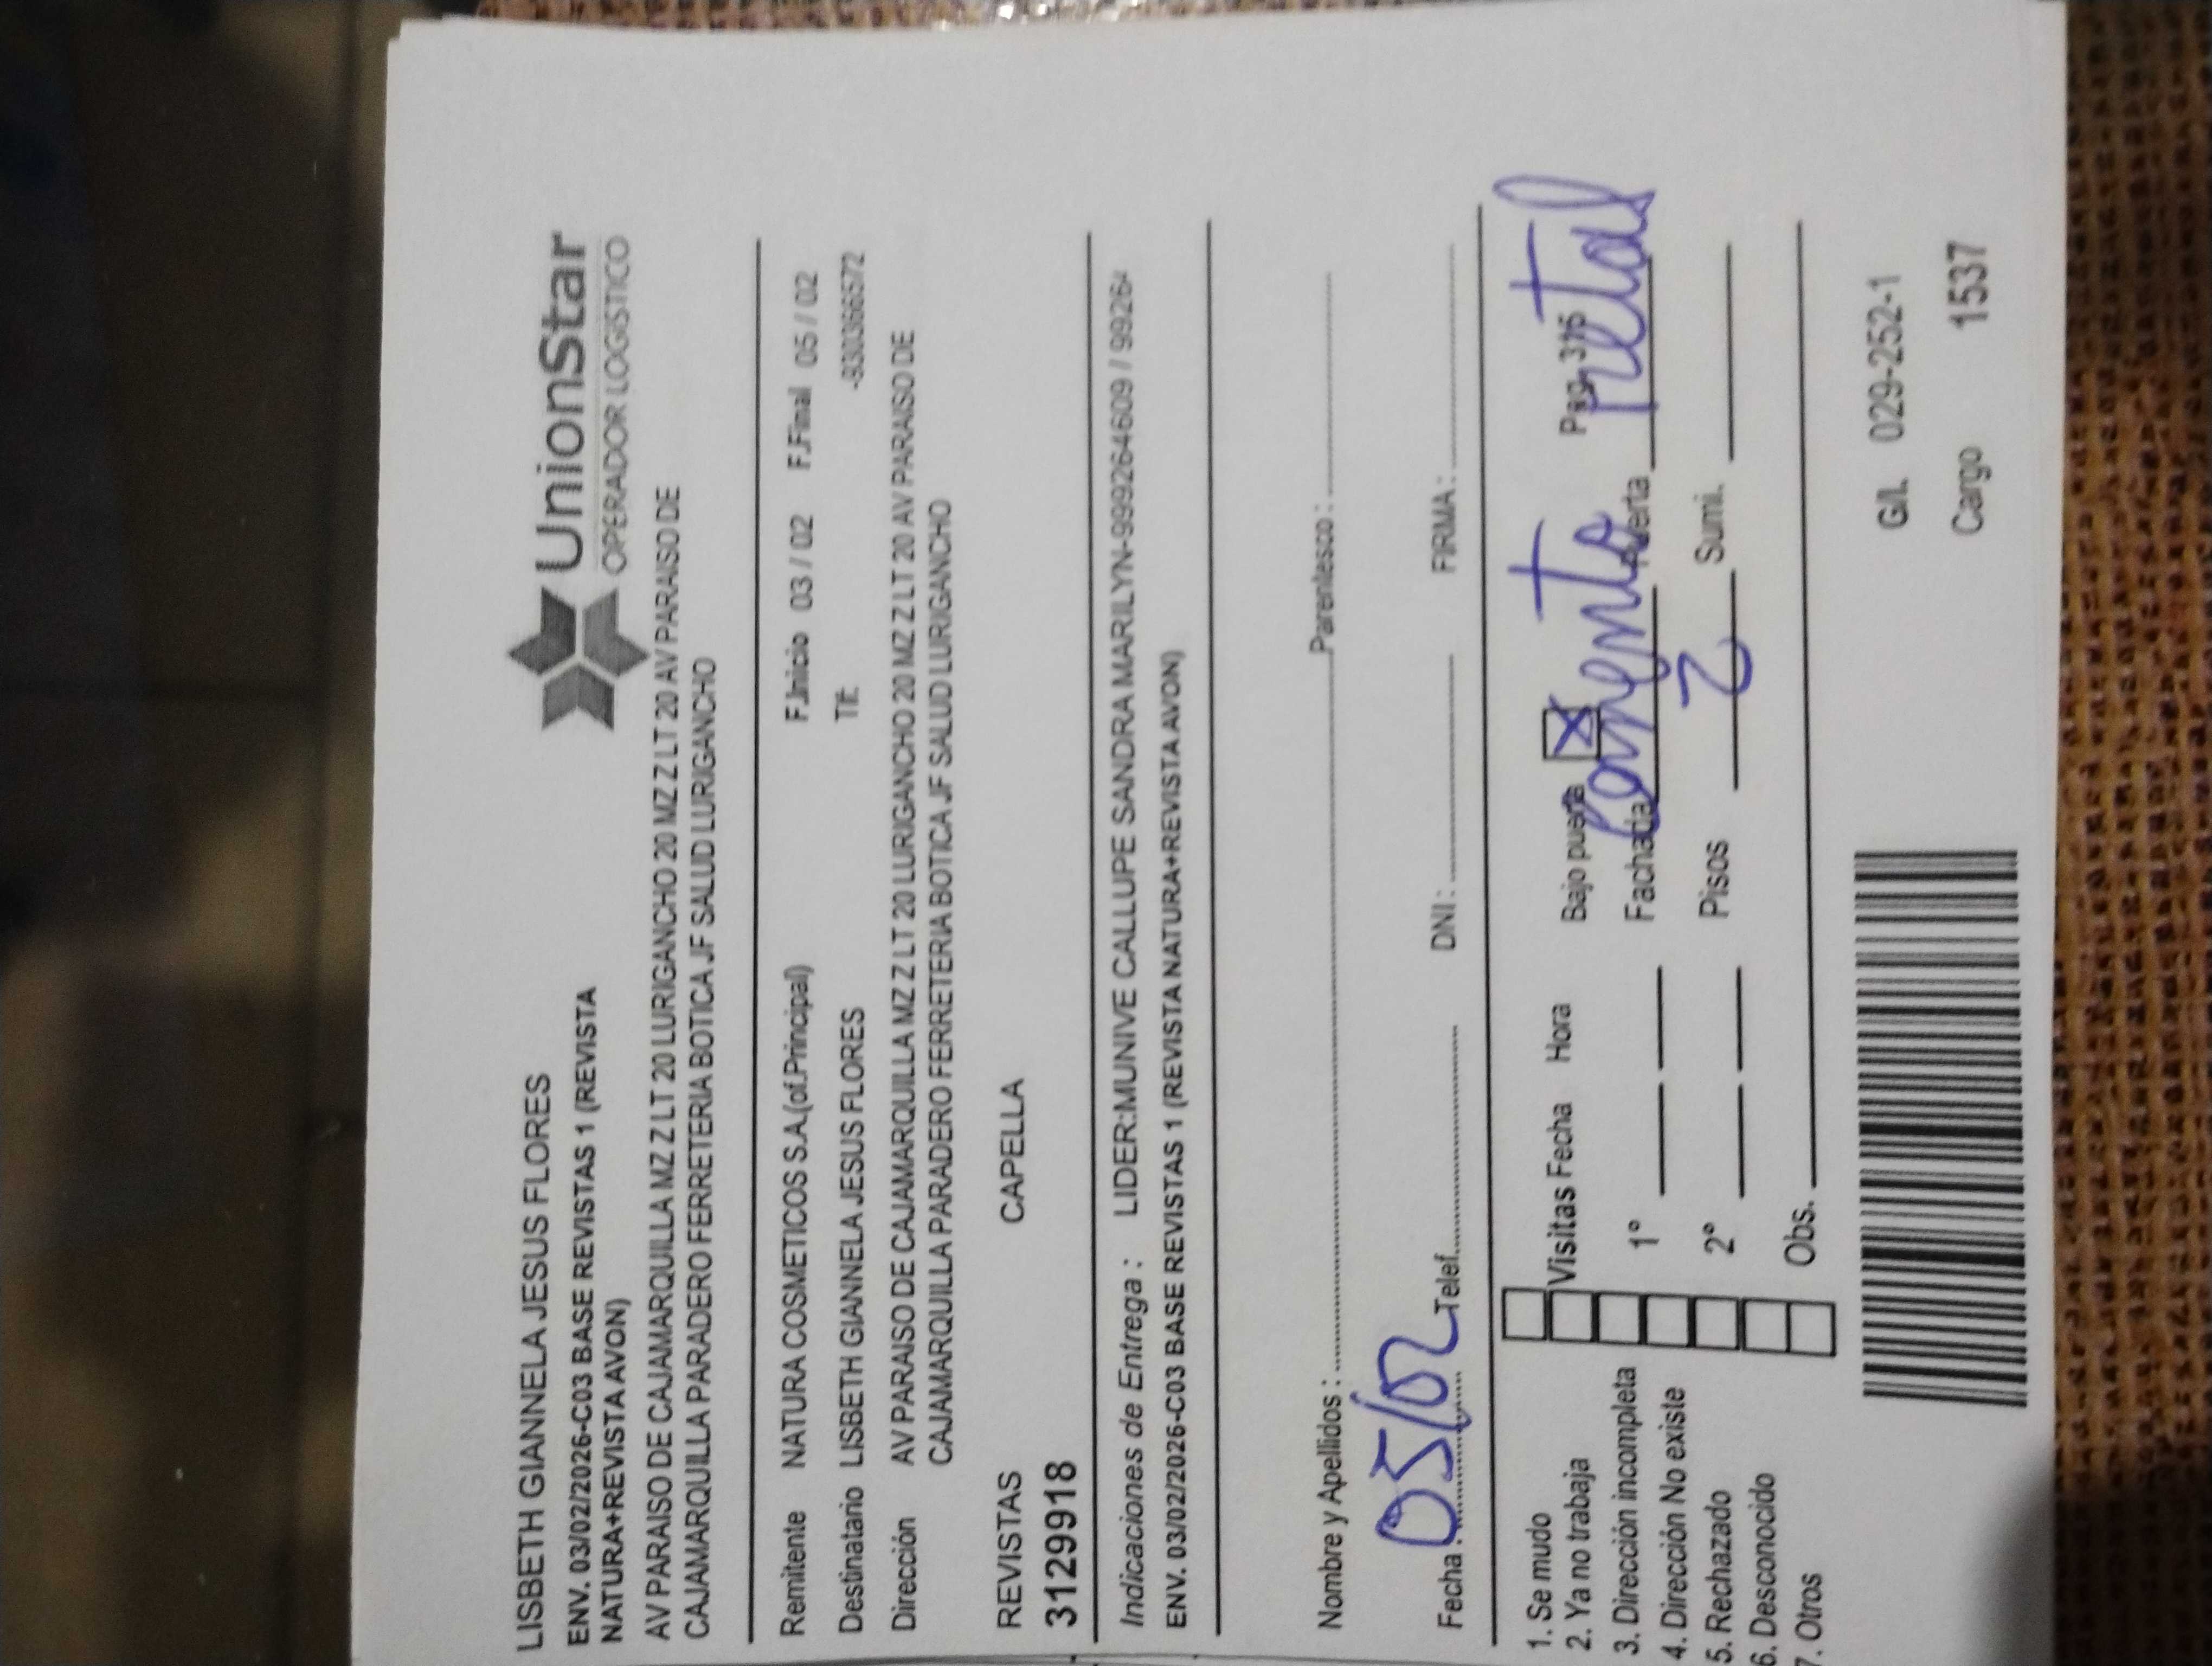 LISBETH GIANNELA JESUS FLORES
ENV. 03/02/2026-C03 BASE REVISTAS 1 (REVISTA
NATURA+REVISTA AVON)
UnionStar
OPERADOR LOGISTICO
AV PARAISO DE CAJAMARQUILLA MZ Z LT 20 LURIGANCHO 20 MZ Z LT 20 AV PARAISO DE
CAJAMARQUILLA PARADERO FERRETERIA BOTICA JF SALUD LURIGANCHO
Remitente NATURA COSMETICOS S.A.(of.Principal) F.Inicio 03 / 02 F.Final 05 / 02
Destinatario LISBETH GIANNELA JESUS FLORES Tlf.
Dirección AV PARAISO DE CAJAMARQUILLA MZ Z LT 20 LURIGANCHO 20 MZ Z LT 20 AV PARAISO DE
CAJAMARQUILLA PARADERO FERRETERIA BOTICA JF SALUD LURIGANCHO
REVISTAS CAPELLA
31299918
Indicaciones de Entrega : LIDER:MUNIVE CALLUPE SANDRA MARILYN-999264609 / 99264
ENV. 03/02/2026-C03 BASE REVISTAS 1 (REVISTA NATURA+REVISTA AVON)
Nombre y Apellidos : Parentesco :
Fecha : 05/02 Telef. DNI : FIRMA :
1. Se mudo
2. Ya no trabaja
3. Dirección incompleta
4. Dirección No existe
5. Rechazado
6. Desconocido
7. Otros
Visitas Fecha Hora Bajo puerta X Pag. 316
1° Fachada Puerta metal
2° Pisos 2 Sumi.
Obs.
G/L 029-252-1
Cargo 1537